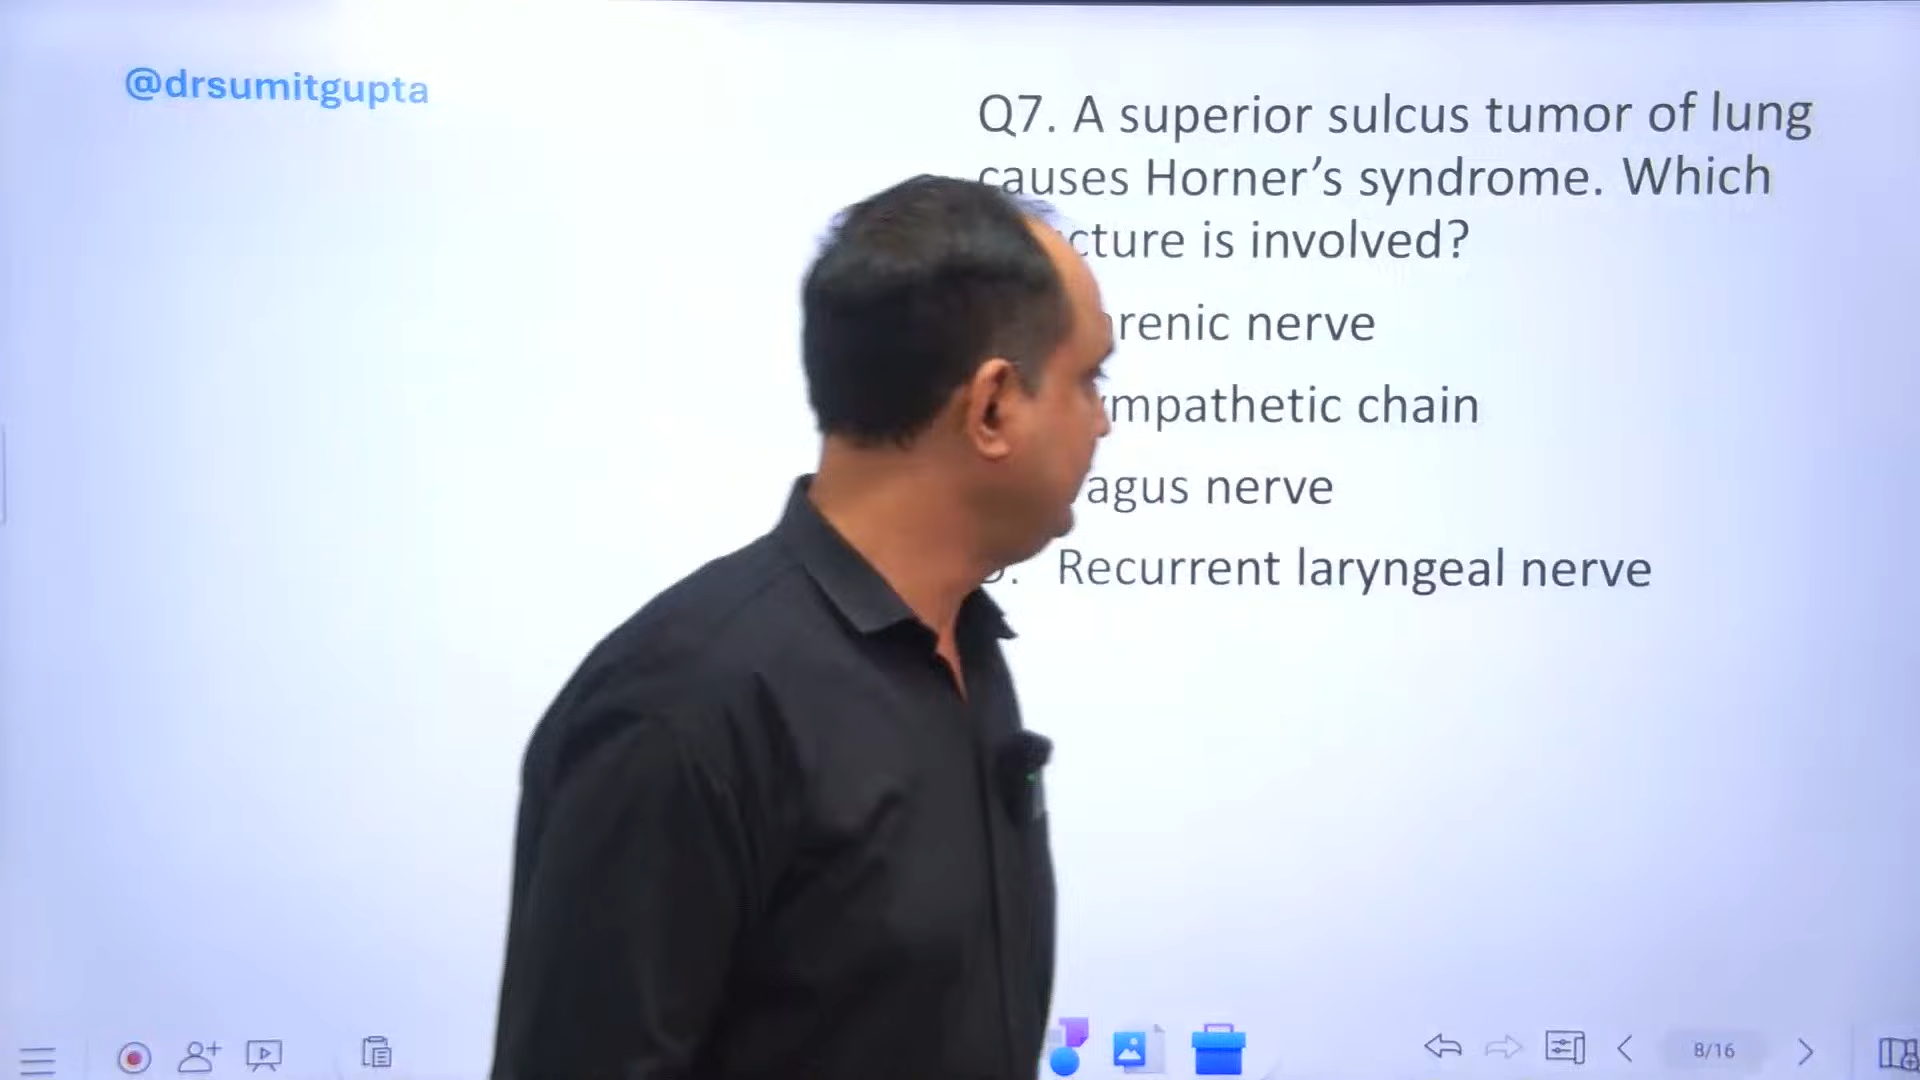 @drsumitgupta
Q7. A superior sulcus tumor of lung
causes Horner’s syndrome. Which
cture is involved?
renic nerve
mpathetic chain
agus nerve
Recurrent laryngeal nerve
8/16